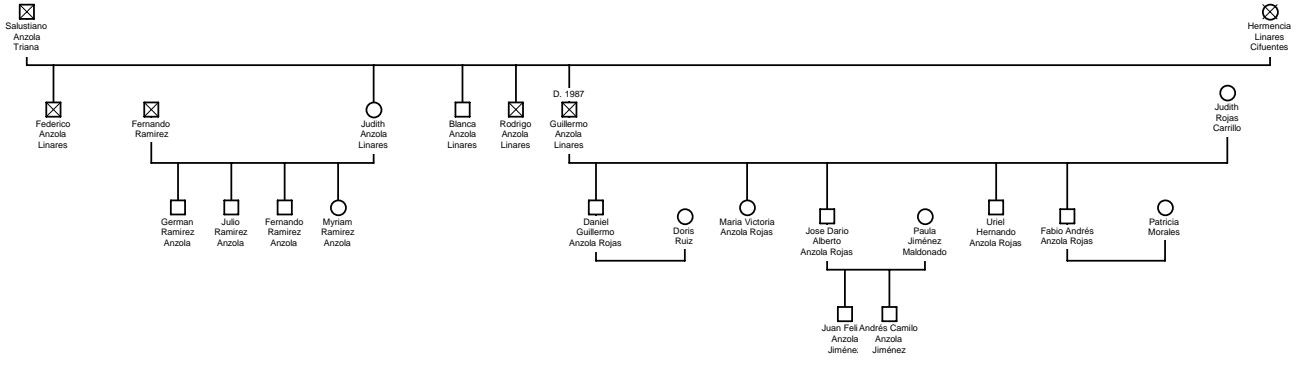 Salustiano
Anzola
Triana
Hermencia
Linares
Cifuentes
D. 1987
Federico
Anzola
Linares
Fernando
Ramirez
Judith
Anzola
Linares
Blanca
Anzola
Linares
Rodrigo
Anzola
Linares
Guillermo
Anzola
Linares
Judith
Rojas
Carrillo
German
Ramirez
Anzola
Julio
Ramirez
Anzola
Fernando
Ramirez
Anzola
Myriam
Ramirez
Anzola
Daniel
Guillermo
Anzola Rojas
Doris
Ruiz
Maria Victoria
Anzola Rojas
Jose Dario
Alberto
Anzola Rojas
Paula
Jiménez
Maldonado
Uriel
Hernando
Anzola Rojas
Fabio Andrés
Anzola Rojas
Patricia
Morales
Juan Feli
Anzola
Jiménez
Andrés Camilo
Anzola
Jiménez